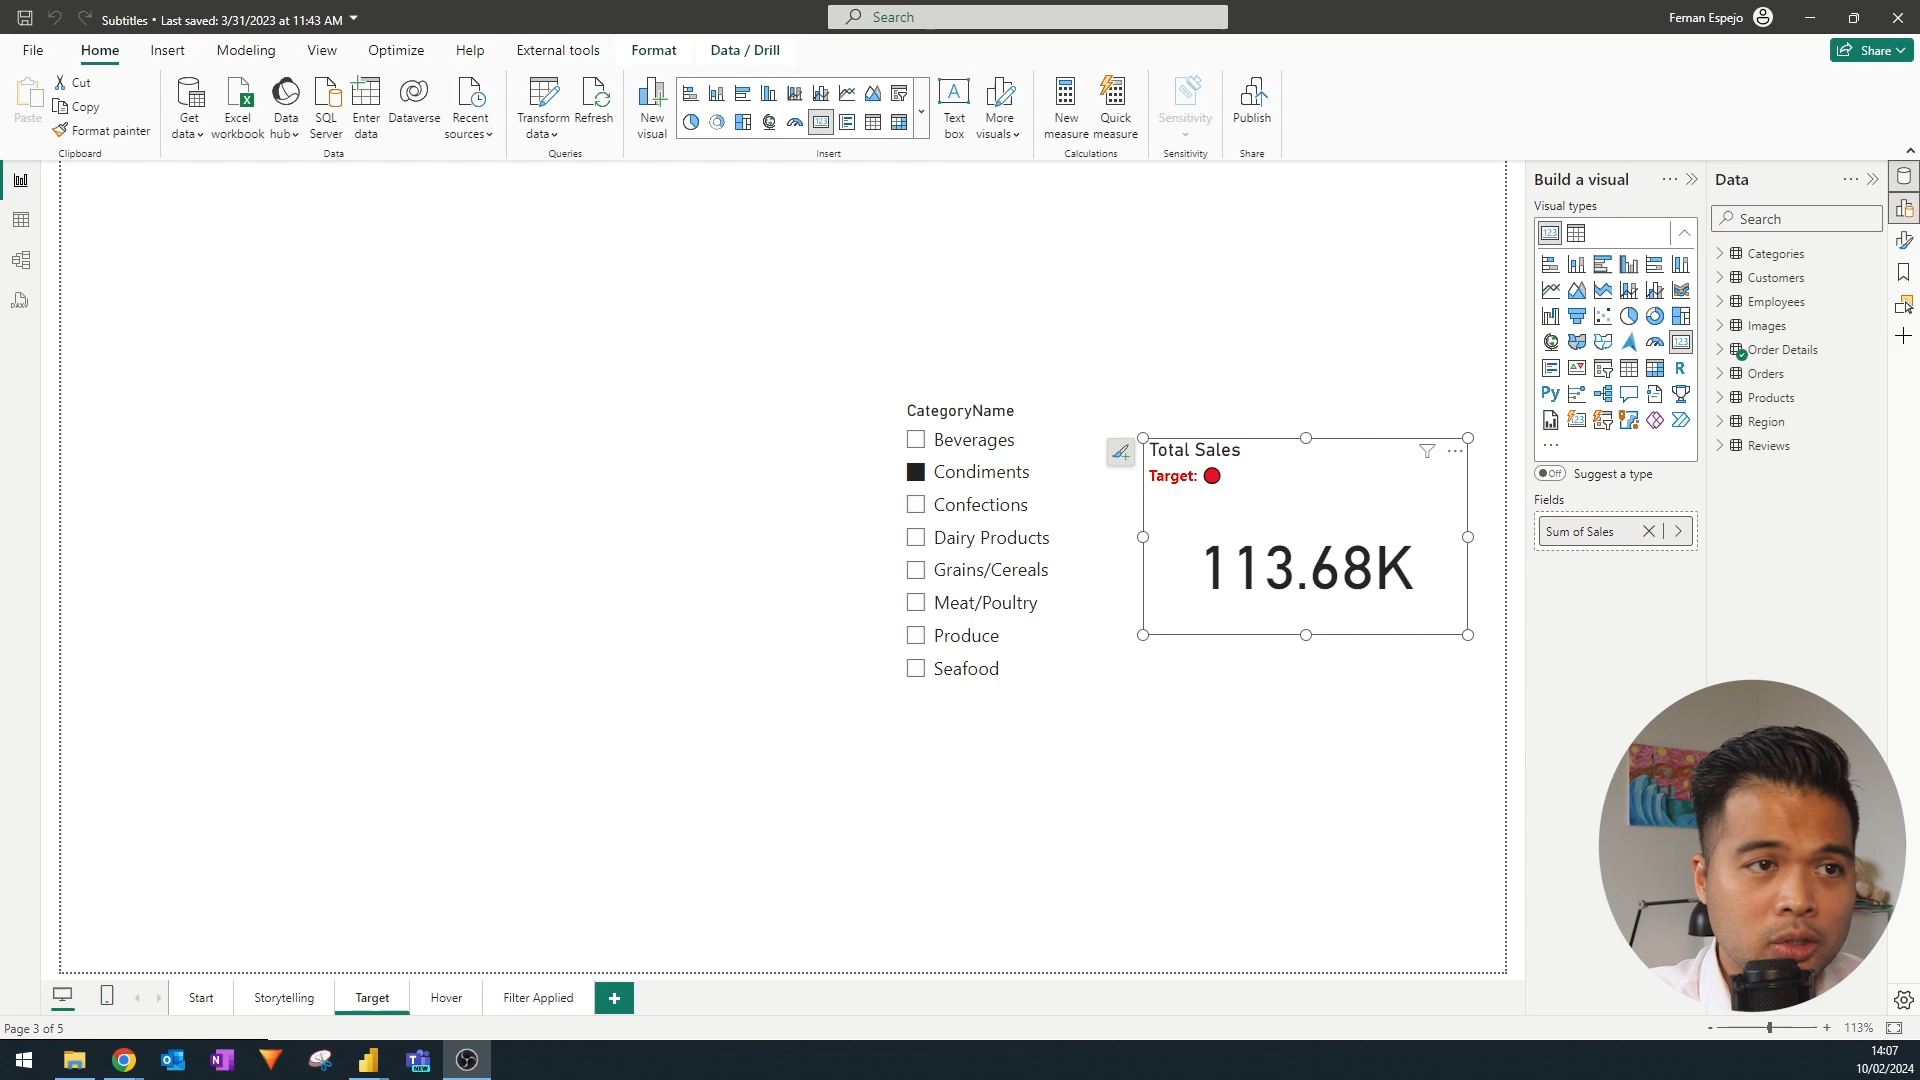 Subtitles • Last saved: 3/31/2023 at 11:43 AM
Search
Fernan Espejo
File
Home
Insert
Modeling
View
Optimize
Help
External tools
Format
Data / Drill
Share
Paste
Cut
Copy
Format painter
Clipboard
Get data
Excel workbook
Data hub
SQL Server
Enter data
Dataverse
Recent sources
Data
Transform data
Refresh
Queries
New visual
Text box
More visuals
Insert
New measure
Quick measure
Calculations
Sensitivity
Sensitivity
Publish
Share
Build a visual
Visual types
123
R
Py
Suggest a type
Off
Fields
Sum of Sales
Data
Search
Categories
Customers
Employees
Images
Order Details
Orders
Products
Region
Reviews
CategoryName
Beverages
Condiments
Confections
Dairy Products
Grains/Cereals
Meat/Poultry
Produce
Seafood
Total Sales
Target:
113.68K
Start
Storytelling
Target
Hover
Filter Applied
Page 3 of 5
113%
14:07
10/02/2024